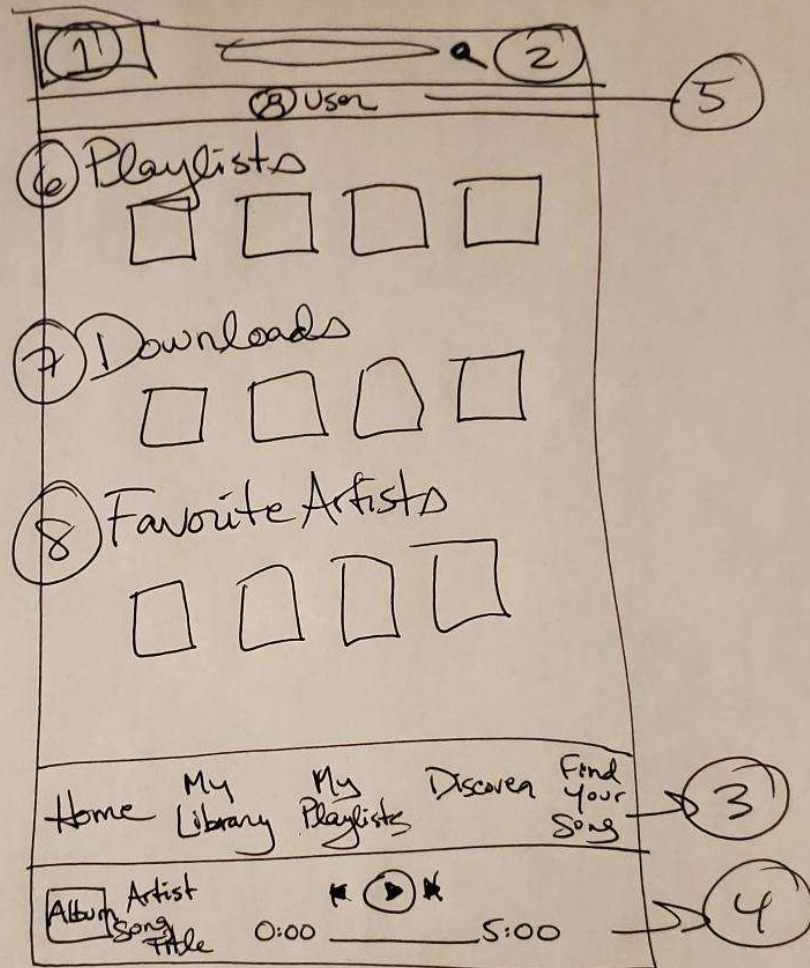 1 2
User 5
6 Playlists
7 Downloads
8 Favorite Artists
Home My Library My Playlists Discover Find Your Song 3
Album Artist
Song Title 0:00 5:00 4